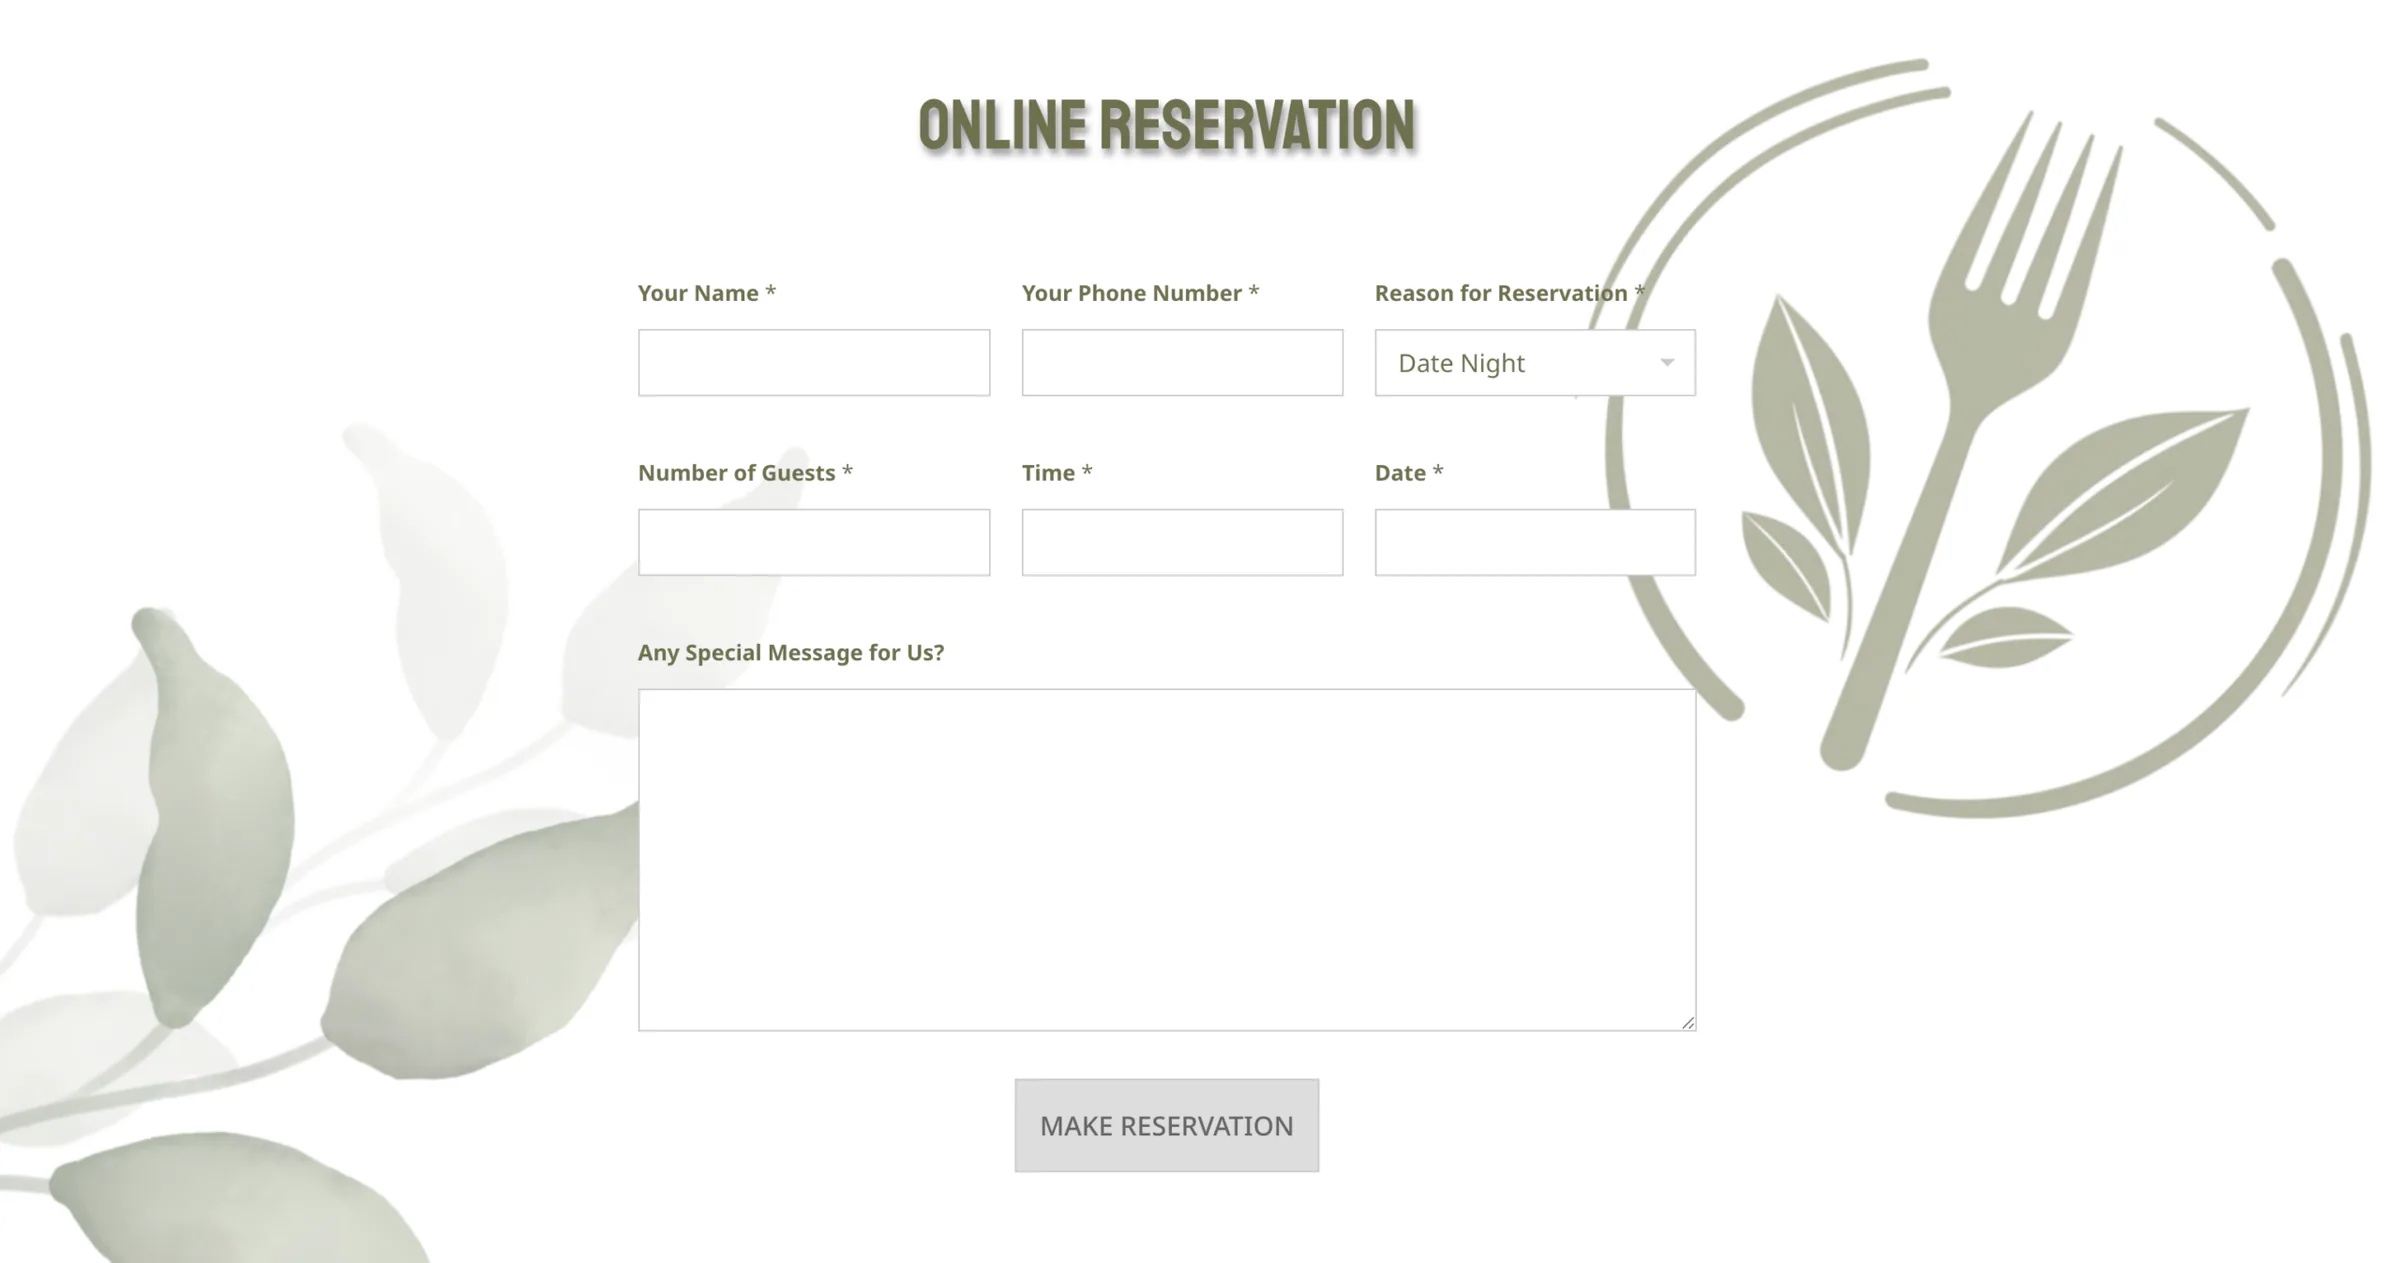 ONLINE RESERVATION
Your Name *
Your Phone Number *
Reason for Reservation *
Date Night
Number of Guests *
Time *
Date *
Any Special Message for Us?
MAKE RESERVATION